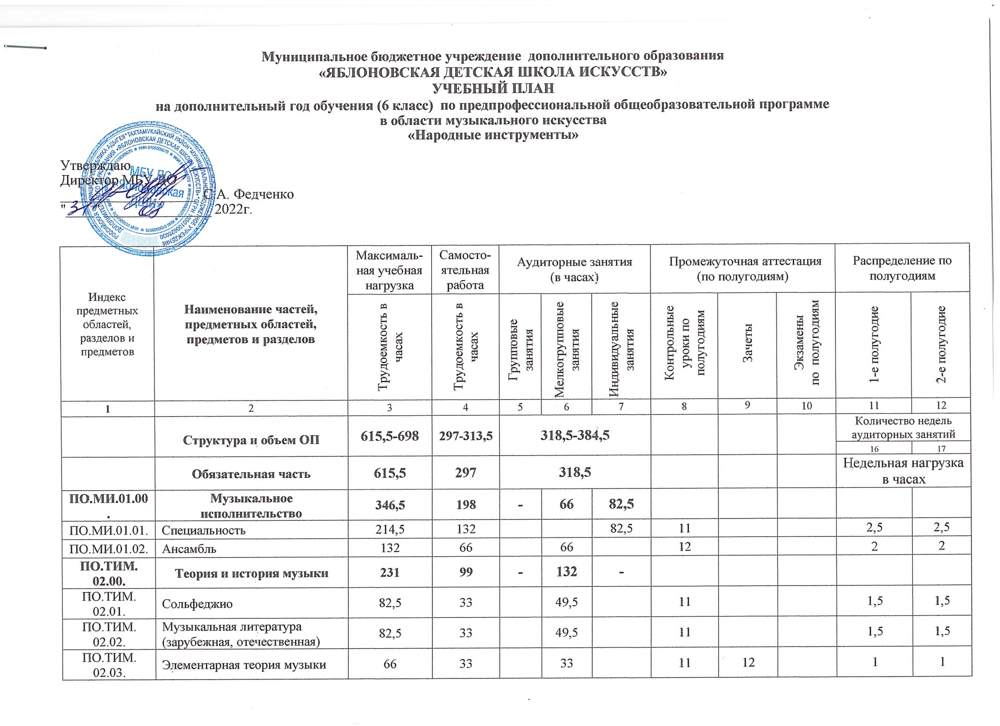 Муниципальное бюджетное учреждение дополнительного образования
«ЯБЛОНОВСКАЯ ДЕТСКАЯ ШКОЛА ИСКУССТВ»
УЧЕБНЫЙ ПЛАН
на дополнительный год обучения (6 класс) по предпрофессиональной общеобразовательной программе
в области музыкального искусства
«Народные инструменты»
Утверждаю
Директор МБУ ДО
С.А. Федченко
"31" 08 2022г.
РОССИЙСКАЯ ФЕДЕРАЦИЯ РЕСПУБЛИКА АДЫГЕЯ * ТАХТАМУКАЙСКИЙ РАЙОН * МУНИЦИПАЛЬНОЕ БЮДЖЕТНОЕ УЧРЕЖДЕНИЕ
ДОПОЛНИТЕЛЬНОГО ОБРАЗОВАНИЯ «ЯБЛОНОВСКАЯ ДЕТСКАЯ ШКОЛА ИСКУССТВ» * ОГРН 1030100628030
МБУ ДО
Яблоновская
ДШИ»
Индекс предметных областей, разделов и предметов
Наименование частей, предметных областей, предметов и разделов
Максималь-ная учебная нагрузка
Самосто-ятельная работа
Аудиторные занятия (в часах)
Промежуточная аттестация (по полугодиям)
Распределение по полугодиям
Трудоемкость в часах
Трудоемкость в часах
Групповые занятия
Мелкогрупповые занятия
Индивидуальные занятия
Контрольные уроки по полугодиям
Зачеты
Экзамены по полугодиям
1-е полугодие
2-е полугодие
1 2 3 4 5 6 7 8 9 10 11 12
Структура и объем ОП 615,5-698 297-313,5 318,5-384,5 Количество недель аудиторных занятий
16 17
Обязательная часть 615,5 297 318,5 Недельная нагрузка в часах
ПО.МИ.01.00. Музыкальное исполнительство 346,5 198 - 66 82,5
ПО.МИ.01.01. Специальность 214,5 132 82,5 11 2,5 2,5
ПО.МИ.01.02. Ансамбль 132 66 66 12 2 2
ПО.ТИМ. 02.00. Теория и история музыки 231 99 - 132 -
ПО.ТИМ. 02.01. Сольфеджио 82,5 33 49,5 11 1,5 1,5
ПО.ТИМ. 02.02. Музыкальная литература (зарубежная, отечественная) 82,5 33 49,5 11 1,5 1,5
ПО.ТИМ. 02.03. Элементарная теория музыки 66 33 33 11 12 1 1